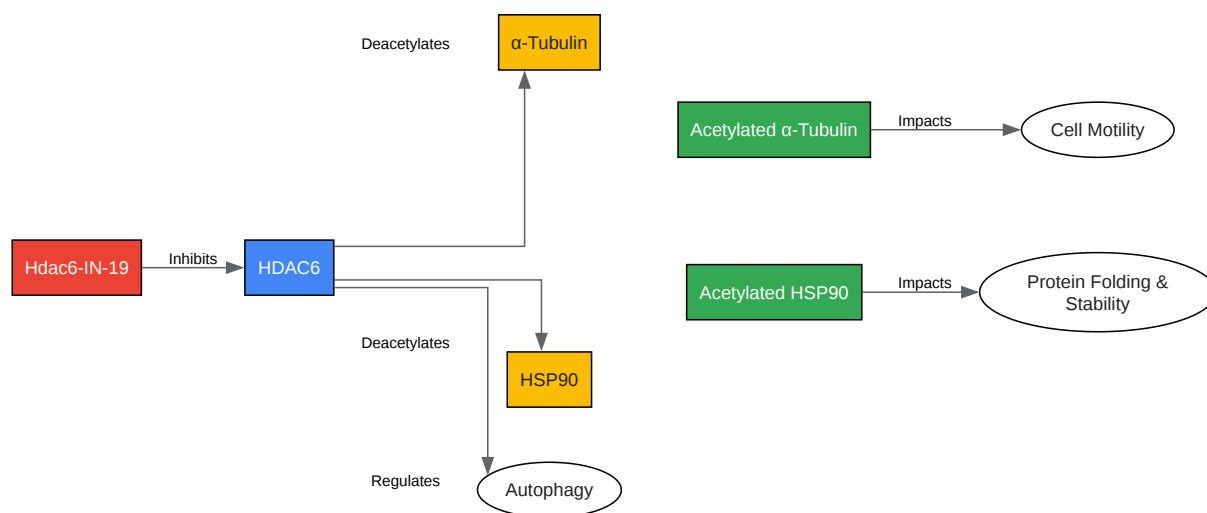 Deacetylates
α-Tubulin
Acetylated α-Tubulin
Impacts
Cell Motility
Hdac6-IN-19
Inhibits
HDAC6
Acetylated HSP90
Impacts
Protein Folding &
Stability
Deacetylates
HSP90
Regulates
Autophagy